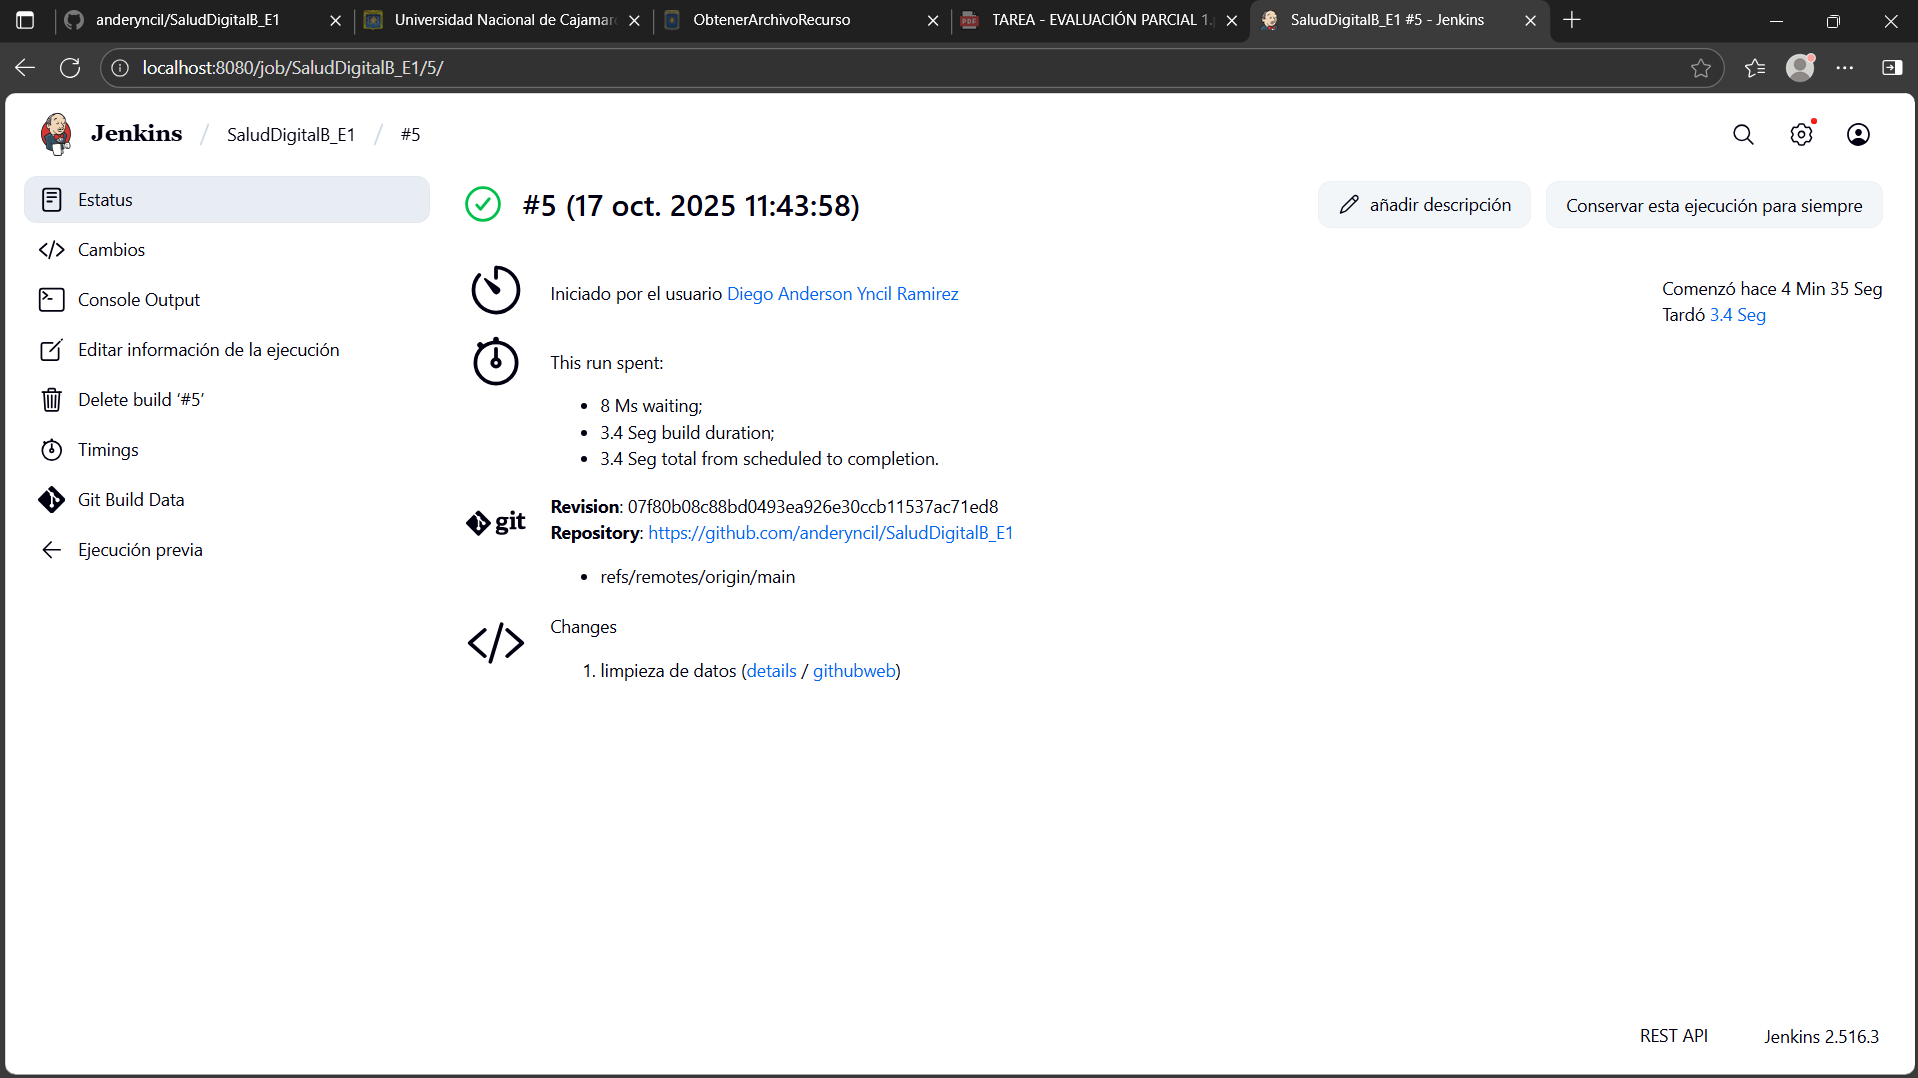 anderyncil/SaludDigitalB_E1
Universidad Nacional de Cajamar
ObtenerArchivoRecurso
TAREA - EVALUACIÓN PARCIAL 1.
SaludDigitalB_E1 #5 - Jenkins
localhost:8080/job/SaludDigitalB_E1/5/
Jenkins / SaludDigitalB_E1 / #5
Estatus
Cambios
Console Output
Editar información de la ejecución
Delete build ‘#5’
Timings
Git Build Data
Ejecución previa
#5 (17 oct. 2025 11:43:58)
añadir descripción
Conservar esta ejecución para siempre
Iniciado por el usuario Diego Anderson Yncil Ramirez
Comenzó hace 4 Min 35 Seg
Tardó 3.4 Seg
This run spent:
• 8 Ms waiting;
• 3.4 Seg build duration;
• 3.4 Seg total from scheduled to completion.
git
Revision: 07f80b08c88bd0493ea926e30ccb11537ac71ed8
Repository: https://github.com/anderyncil/SaludDigitalB_E1
• refs/remotes/origin/main
Changes
1. limpieza de datos (details / githubweb)
REST API
Jenkins 2.516.3